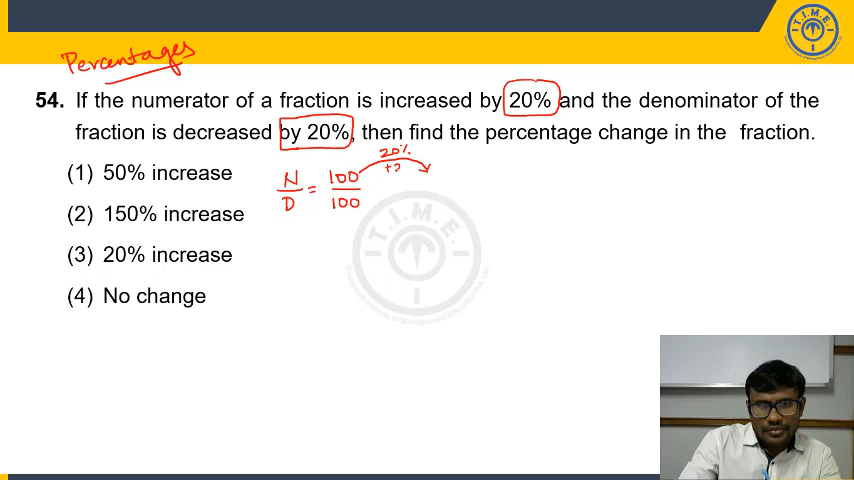 T.I.M.E.
Percentages
54. If the numerator of a fraction is increased by 20% and the denominator of the
fraction is decreased by 20%, then find the percentage change in the fraction.
(1) 50% increase
(2) 150% increase
(3) 20% increase
(4) No change
N/D = 100/100
20%
T.I.M.E.